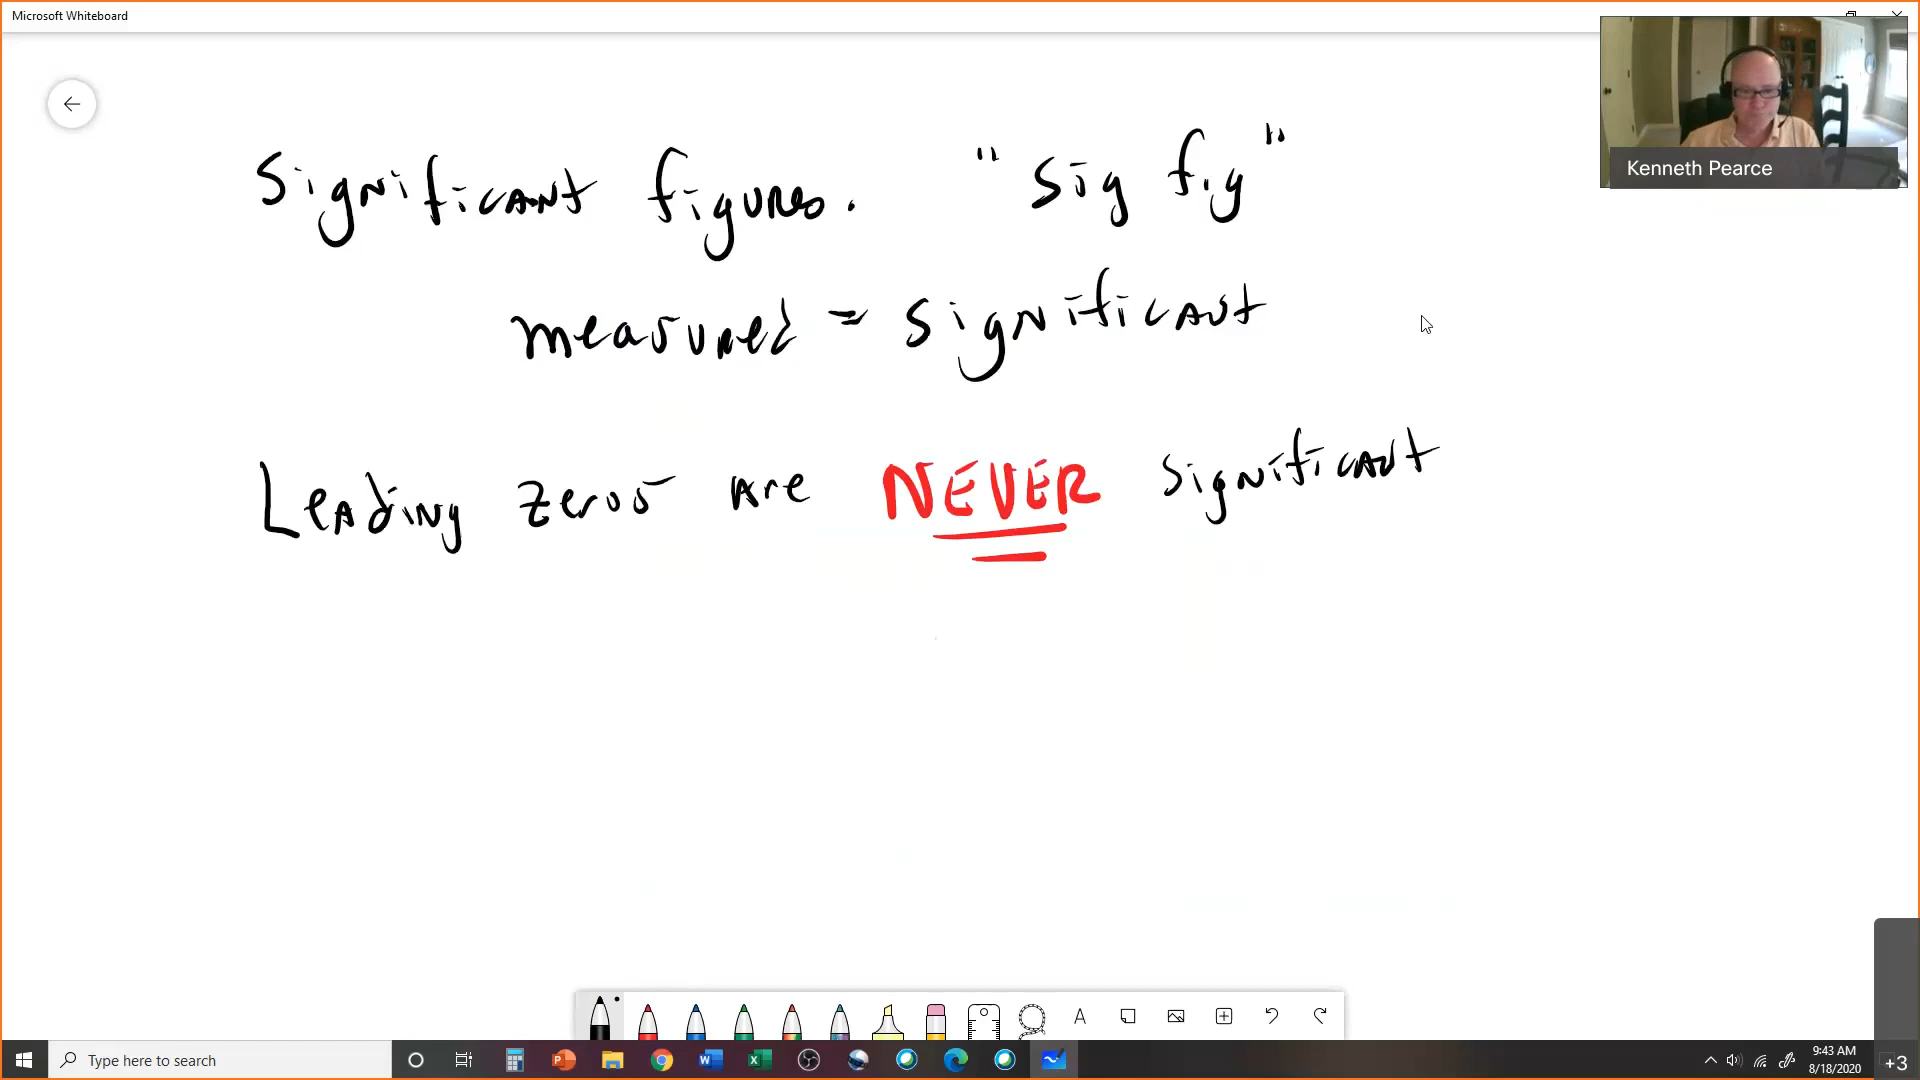 Microsoft Whiteboard
Kenneth Pearce
Significant figures. "Sig fig"
measured = significant
Leading zeros are NEVER significant
A
Type here to search
9:43 AM
8/18/2020
+3